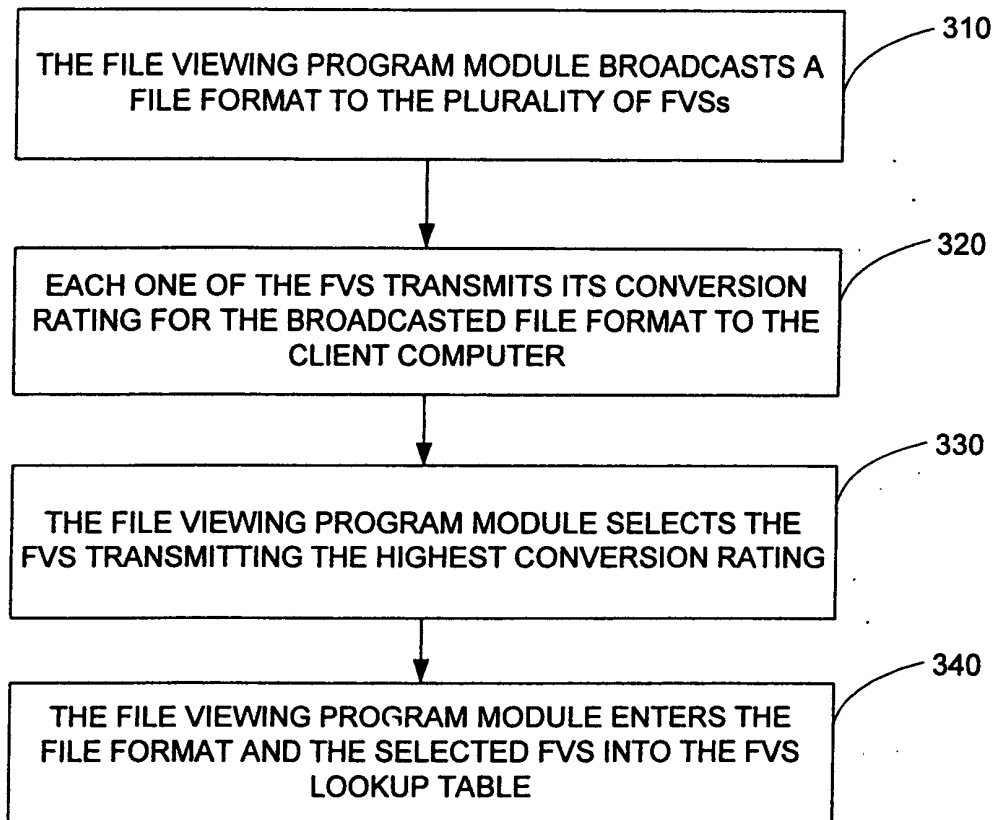 310
THE FILE VIEWING PROGRAM MODULE BROADCASTS A
FILE FORMAT TO THE PLURALITY OF FVSs
320
EACH ONE OF THE FVS TRANSMITS ITS CONVERSION
RATING FOR THE BROADCASTED FILE FORMAT TO THE
CLIENT COMPUTER
330
THE FILE VIEWING PROGRAM MODULE SELECTS THE
FVS TRANSMITTING THE HIGHEST CONVERSION RATING
340
THE FILE VIEWING PROGRAM MODULE ENTERS THE
FILE FORMAT AND THE SELECTED FVS INTO THE FVS
LOOKUP TABLE